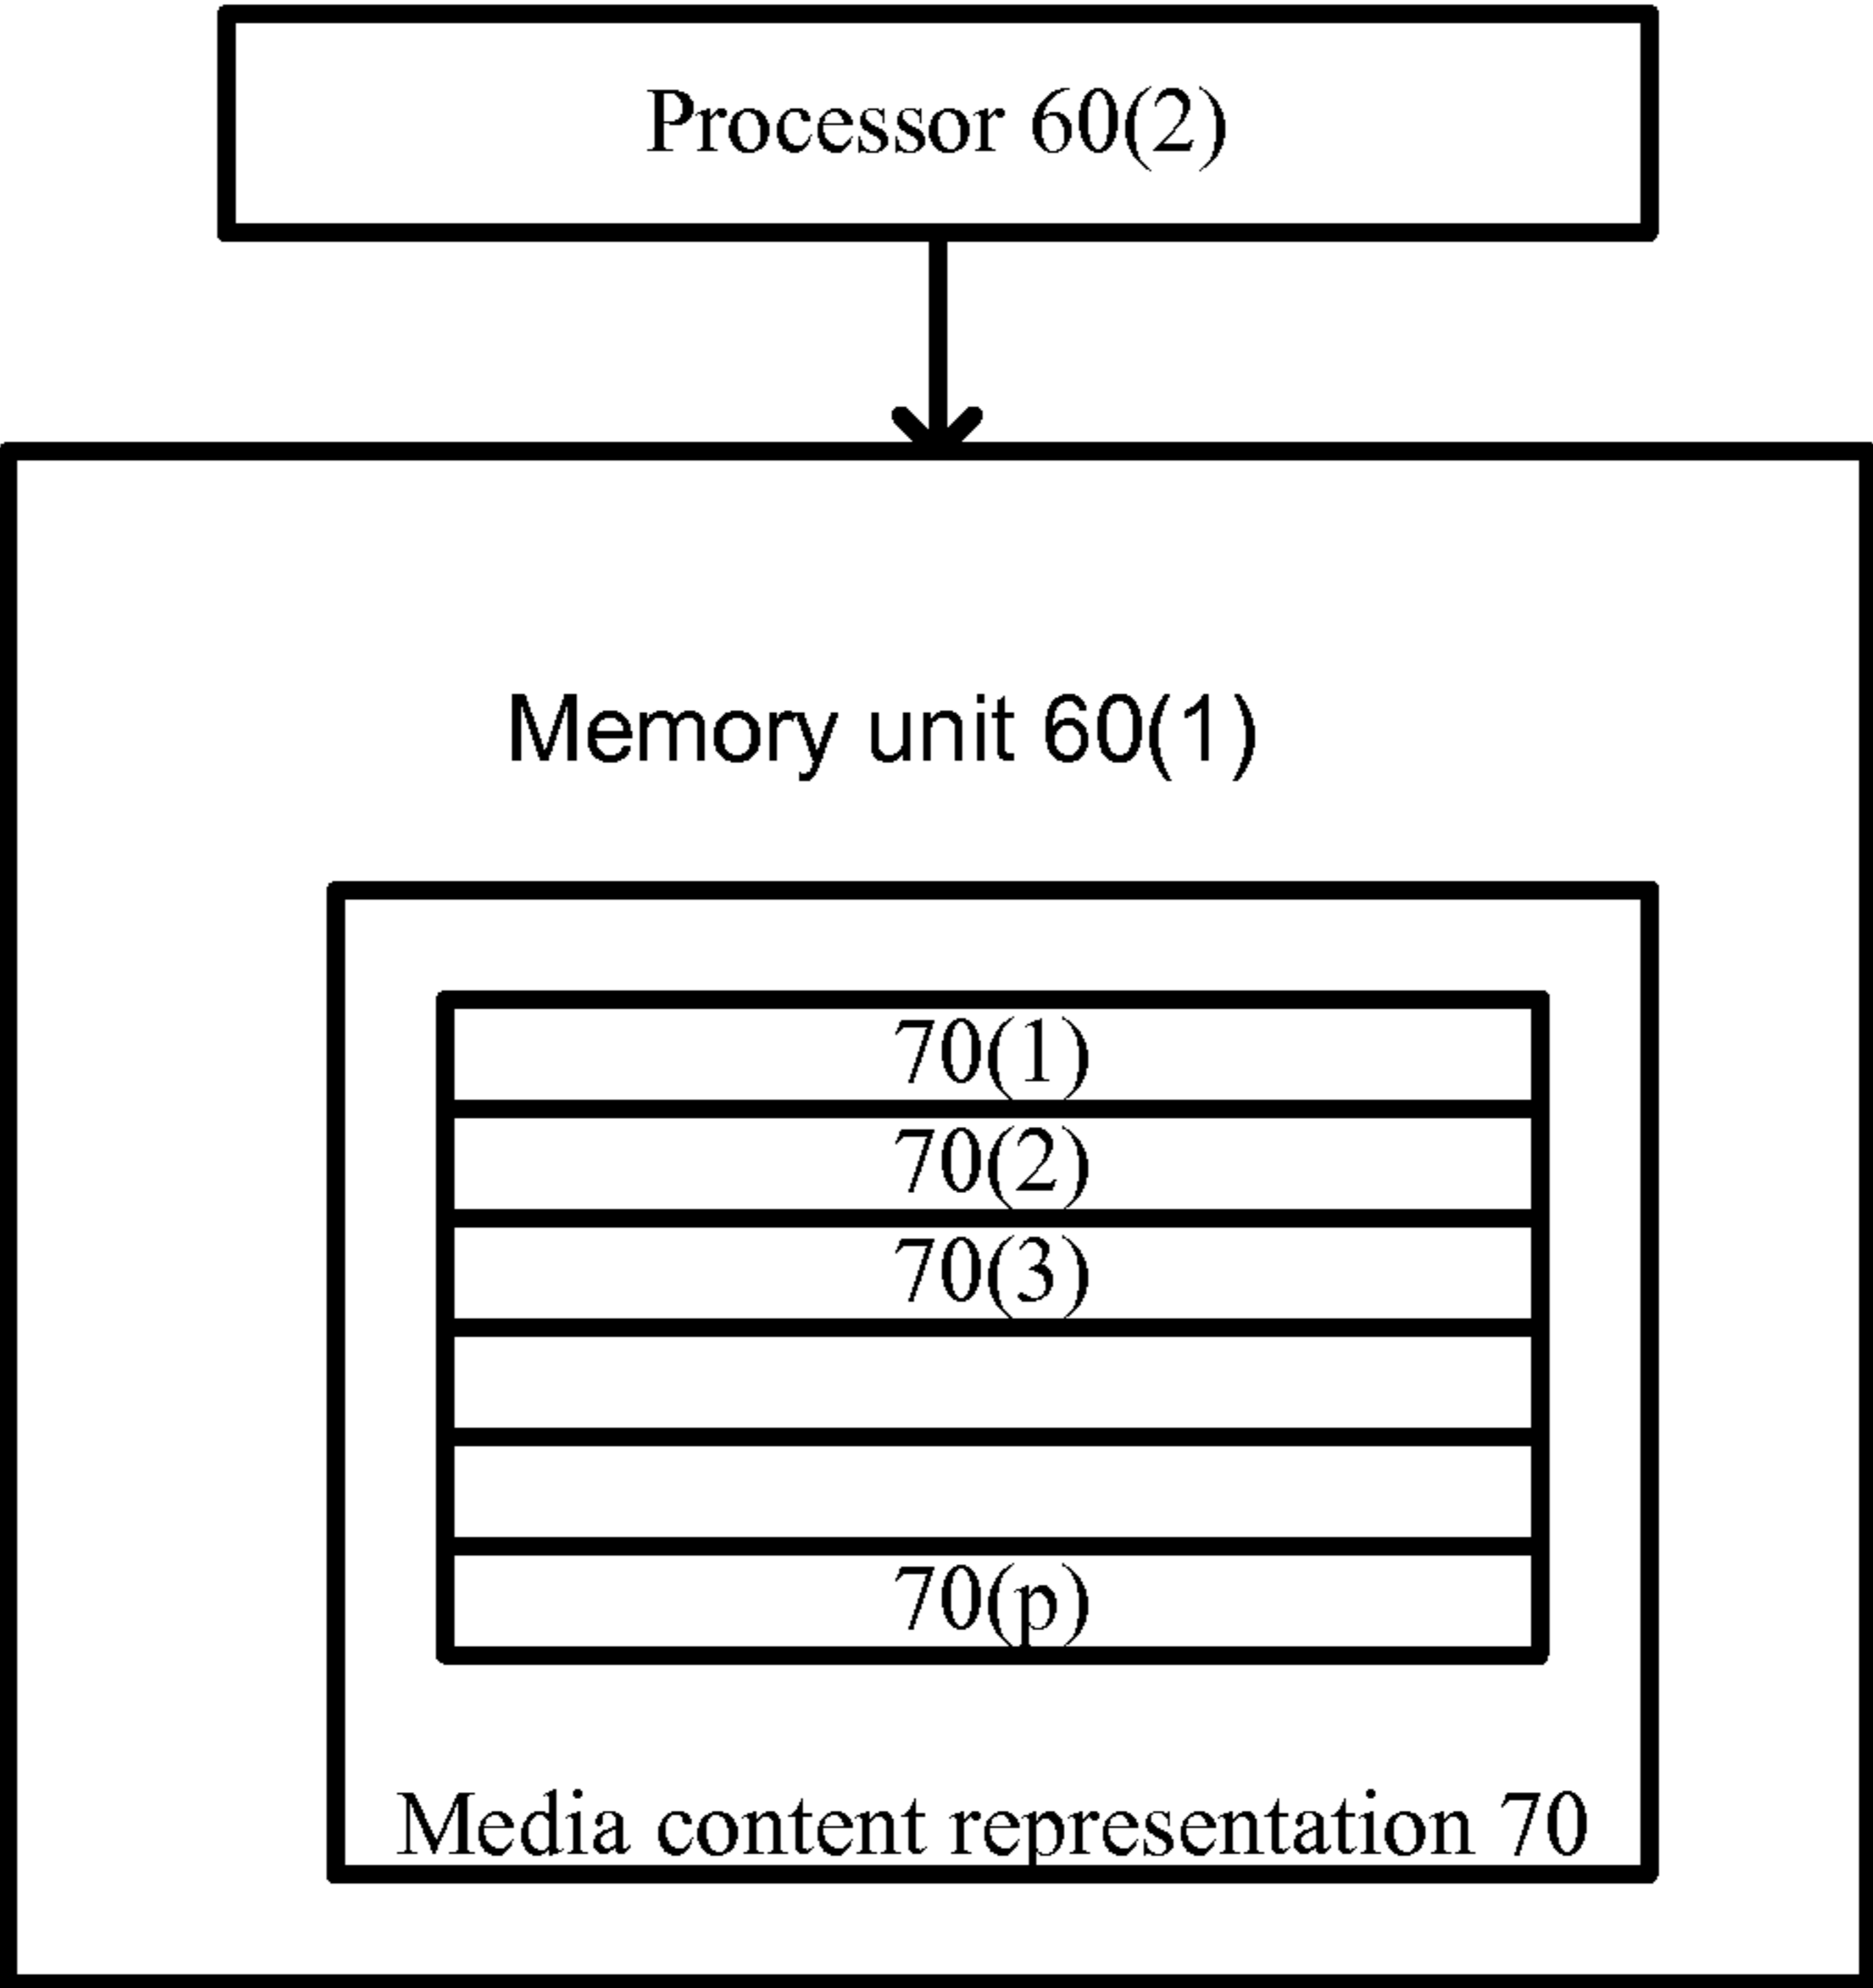 Processor 60(2)
Memory unit 60(1)
70(1)
70(2)
70(3)
70(p)
Media content representation 70